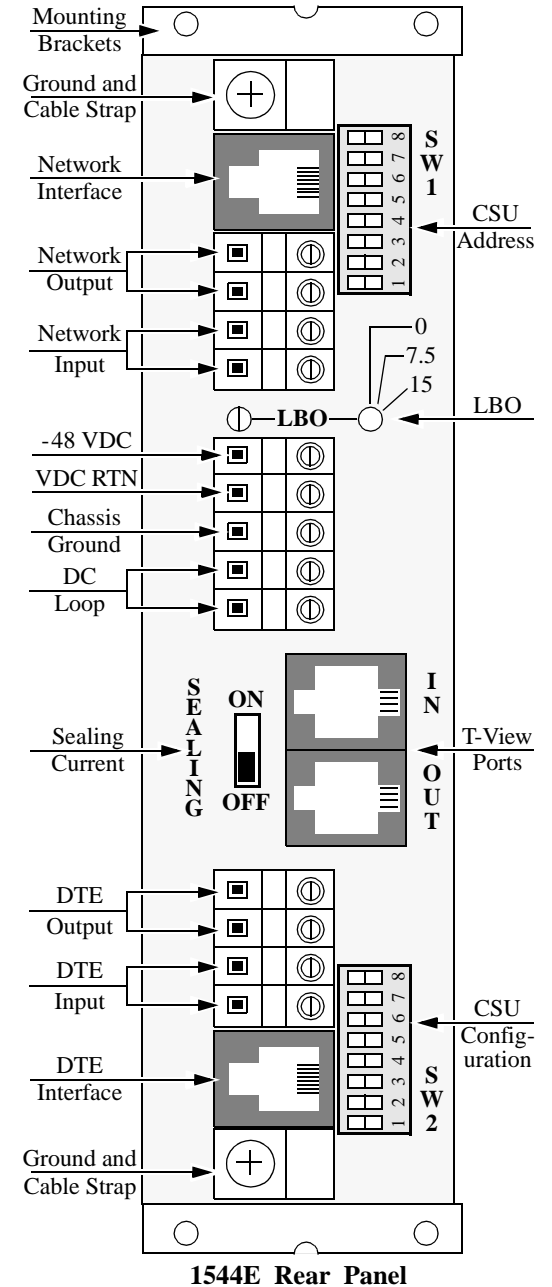 Mounting
Brackets
Ground and
Cable Strap
8
7
6
5
4
3
2
1
S
W
1
Network
Interface
CSU
Address
Network
Output
Network
Input
0
7.5
15
LBO
LBO
-48 VDC
VDC RTN
Chassis
Ground
DC
Loop
SEALING
ON
OFF
IN
OUT
Sealing
Current
T-View
Ports
DTE
Output
DTE
Input
8
7
6
5
4
3
2
1
CSU
Config-
uration
DTE
Interface
S
W
2
Ground and
Cable Strap
1544E Rear Panel